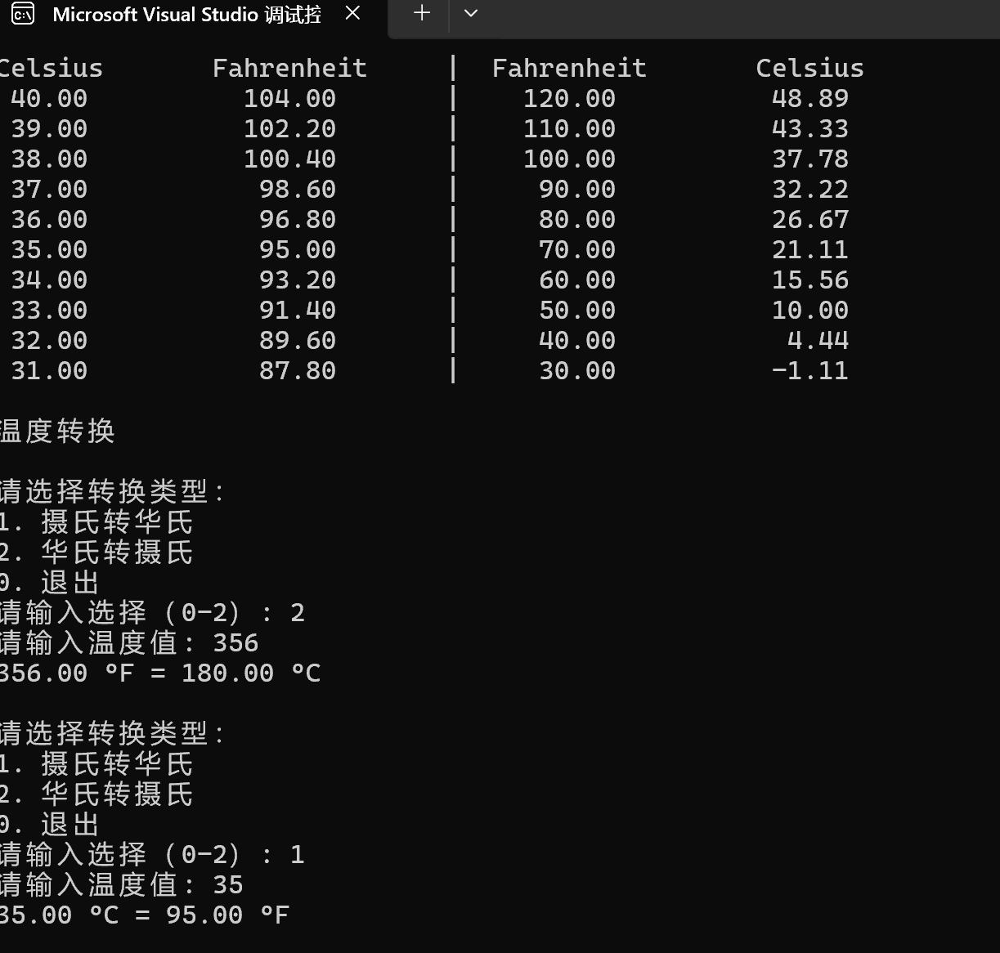 Microsoft Visual Studio 调试控
Celsius Fahrenheit | Fahrenheit Celsius
40.00 104.00 | 120.00 48.89
39.00 102.20 | 110.00 43.33
38.00 100.40 | 100.00 37.78
37.00 98.60 | 90.00 32.22
36.00 96.80 | 80.00 26.67
35.00 95.00 | 70.00 21.11
34.00 93.20 | 60.00 15.56
33.00 91.40 | 50.00 10.00
32.00 89.60 | 40.00 4.44
31.00 87.80 | 30.00 -1.11
温度转换
请选择转换类型:
1. 摄氏转华氏
2. 华氏转摄氏
0. 退出
请输入选择 (0-2) : 2
请输入温度值: 356
356.00 °F = 180.00 °C
请选择转换类型:
1. 摄氏转华氏
2. 华氏转摄氏
0. 退出
请输入选择 (0-2) : 1
请输入温度值: 35
35.00 °C = 95.00 °F